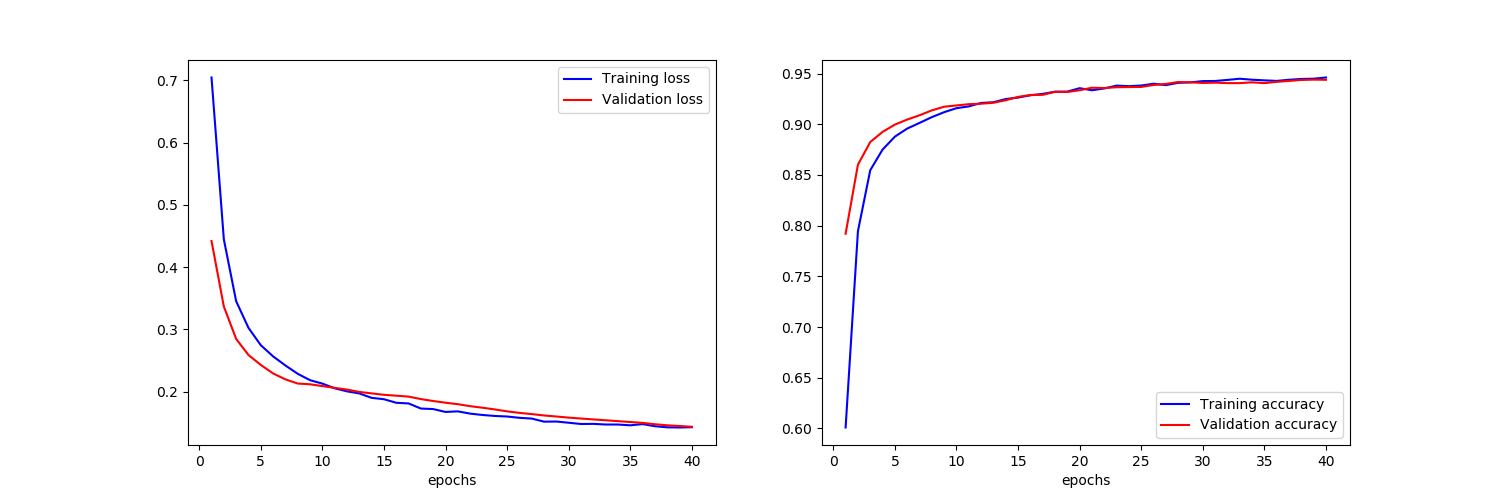 0.7
0.6
0.5
0.4
0.3
0.2
0 5 10 15 20 25 30 35 40
epochs
Training loss
Validation loss
0.95
0.90
0.85
0.80
0.75
0.70
0.65
0.60
0 5 10 15 20 25 30 35 40
epochs
Training accuracy
Validation accuracy